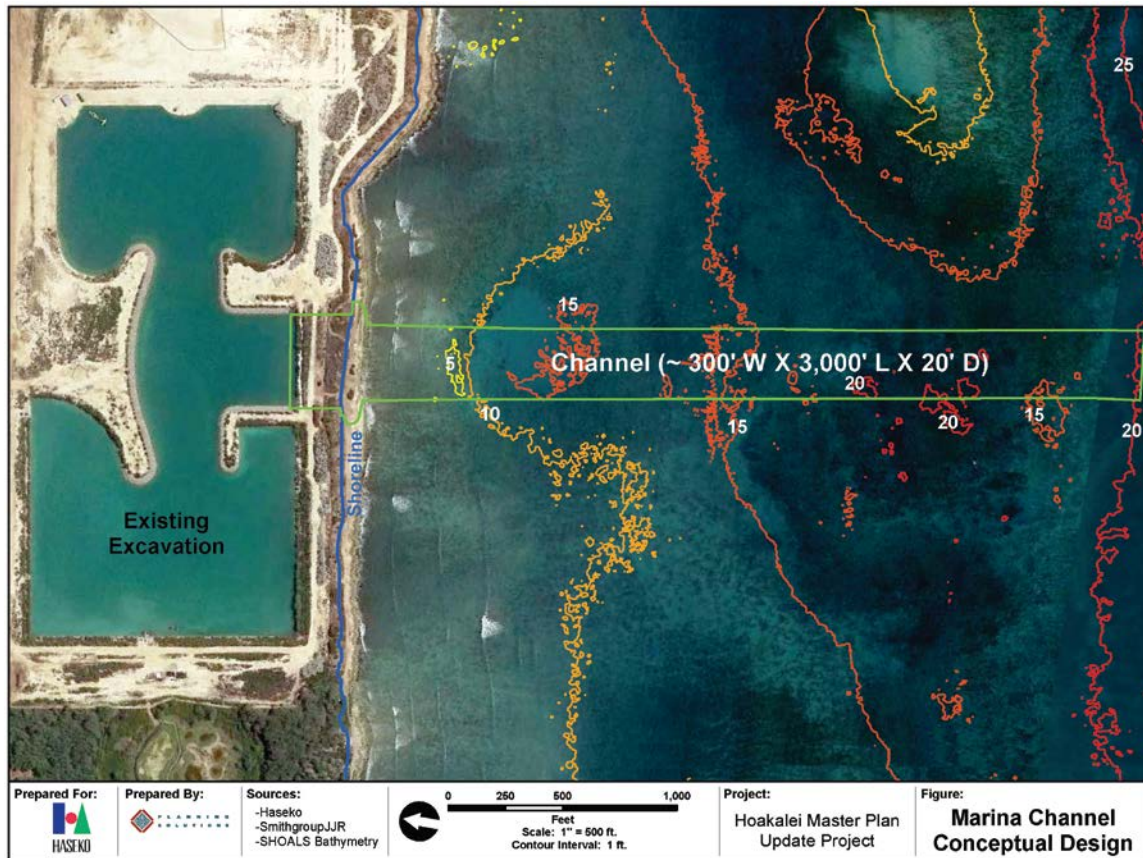 25
15
Channel (~ 300' W X 3,000' L X 20' D)
5
20
10
15
20
15
20
Shoreline
Existing
Excavation
Prepared For:
HASEKO
Prepared By:
PLANNING
SOLUTIONS
Sources:
-Haseko
-SmithgroupJJR
-SHOALS Bathymetry
0 250 500 1,000
Feet
Scale: 1" = 500 ft.
Contour Interval: 1 ft.
Project:
Hoakalei Master Plan
Update Project
Figure:
Marina Channel
Conceptual Design